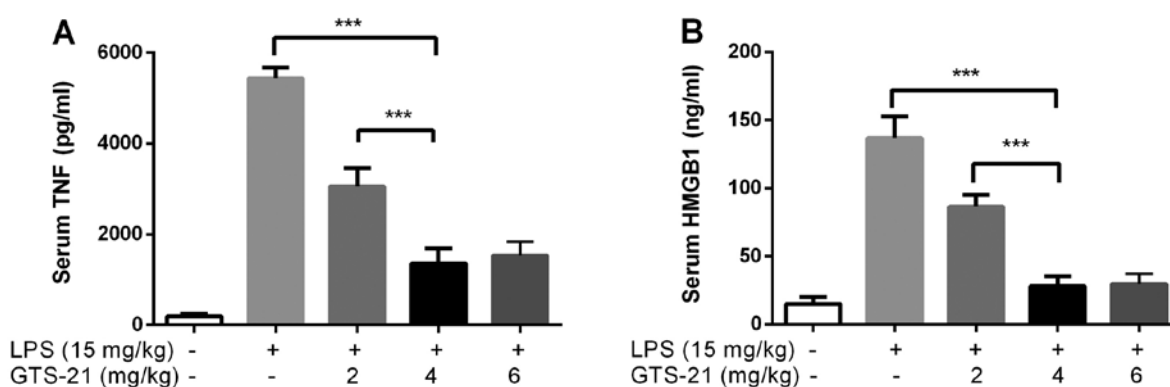 A
Serum TNF (pg/ml)
6000
4000
2000
0
***
***
LPS (15 mg/kg) - + + + +
GTS-21 (mg/kg) - - 2 4 6
B
Serum HMGB1 (ng/ml)
200
150
100
50
0
***
***
LPS (15 mg/kg) - + + + +
GTS-21 (mg/kg) - - 2 4 6